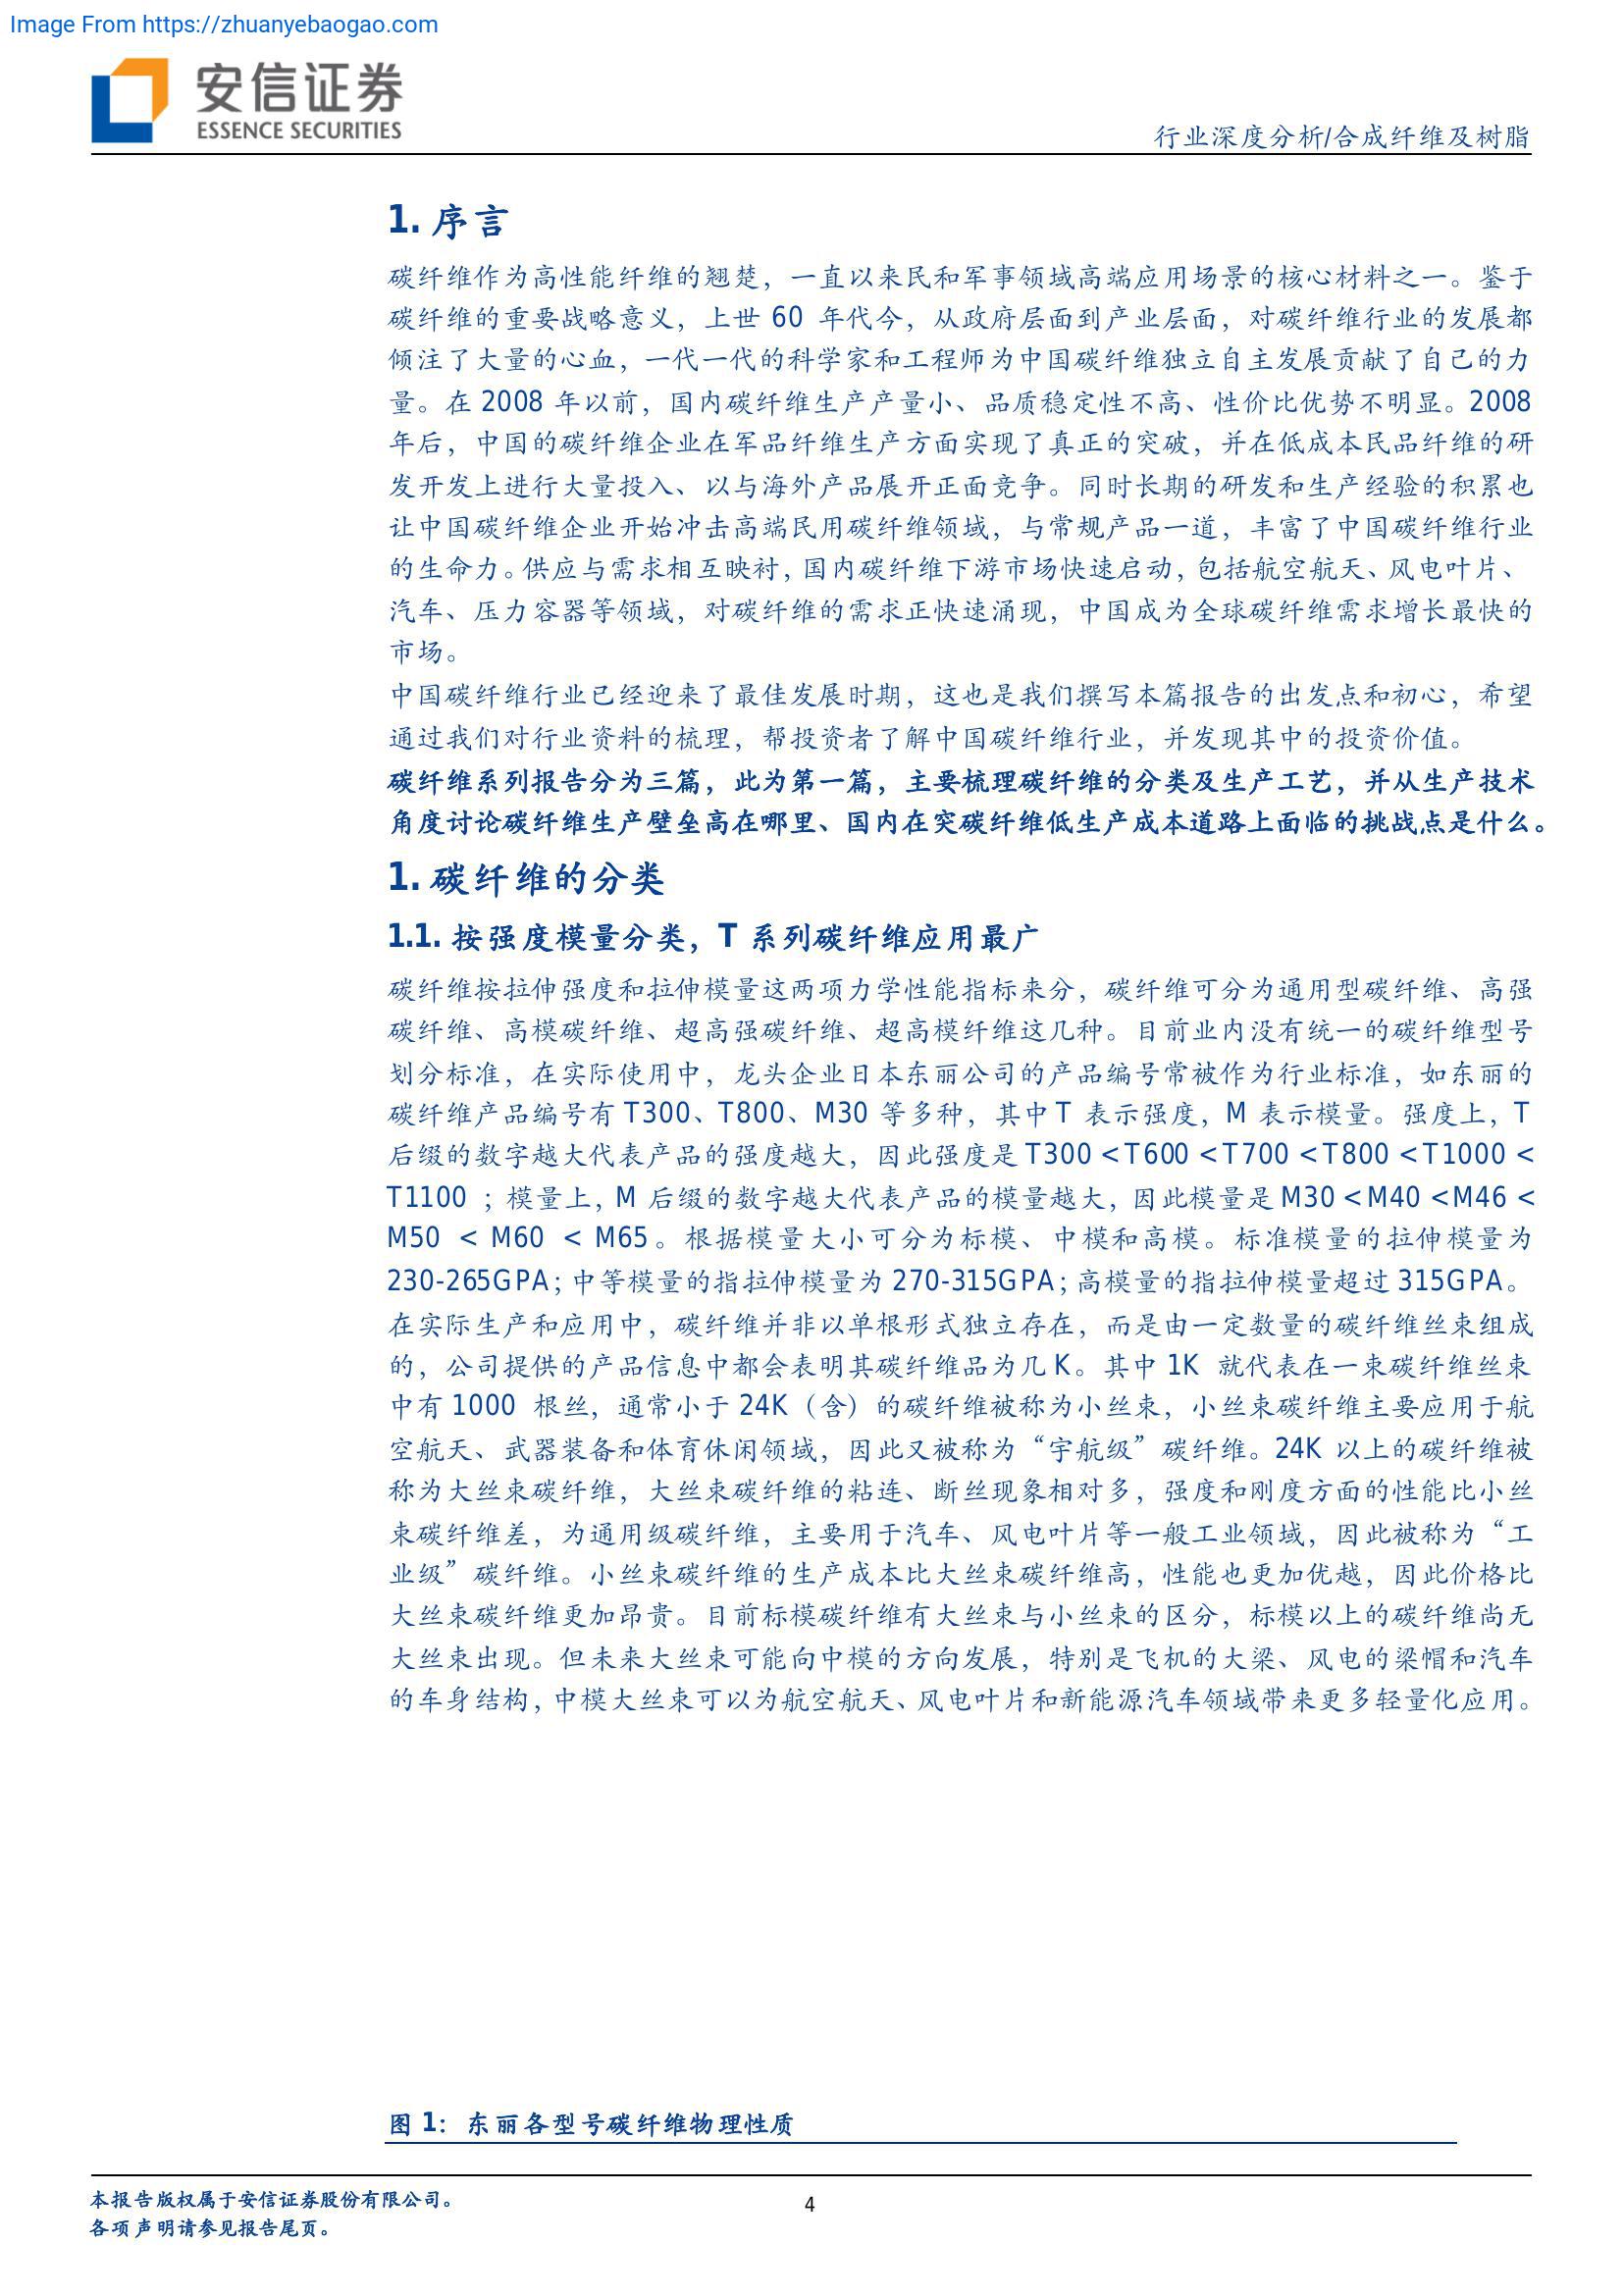 Image From https://zhuanyebaogao.com
安信证券
ESSENCE SECURITIES
行业深度分析/合成纤维及树脂
1. 序言
碳纤维作为高性能纤维的翘楚，一直以来民和军事领域高端应用场景的核心材料之一。鉴于
碳纤维的重要战略意义，上世 60 年代今，从政府层面到产业层面，对碳纤维行业的发展都
倾注了大量的心血，一代一代的科学家和工程师为中国碳纤维独立自主发展贡献了自己的力
量。在 2008 年以前，国内碳纤维生产产量小、品质稳定性不高、性价比优势不明显。2008
年后，中国的碳纤维企业在军品纤维生产方面实现了真正的突破，并在低成本民品纤维的研
发开发上进行大量投入、以与海外产品展开正面竞争。同时长期的研发和生产经验的积累也
让中国碳纤维企业开始冲击高端民用碳纤维领域，与常规产品一道，丰富了中国碳纤维行业
的生命力。供应与需求相互映衬，国内碳纤维下游市场快速启动，包括航空航天、风电叶片、
汽车、压力容器等领域，对碳纤维的需求正快速涌现，中国成为全球碳纤维需求增长最快的
市场。
中国碳纤维行业已经迎来了最佳发展时期，这也是我们撰写本篇报告的出发点和初心，希望
通过我们对行业资料的梳理，帮投资者了解中国碳纤维行业，并发现其中的投资价值。
碳纤维系列报告分为三篇，此为第一篇，主要梳理碳纤维的分类及生产工艺，并从生产技术
角度讨论碳纤维生产壁垒高在哪里、国内在突碳纤维低生产成本道路上面临的挑战点是什么。
1. 碳纤维的分类
1.1. 按强度模量分类，T 系列碳纤维应用最广
碳纤维按拉伸强度和拉伸模量这两项力学性能指标来分，碳纤维可分为通用型碳纤维、高强
碳纤维、高模碳纤维、超高强碳纤维、超高模纤维这几种。目前业内没有统一的碳纤维型号
划分标准，在实际使用中，龙头企业日本东丽公司的产品编号常被作为行业标准，如东丽的
碳纤维产品编号有 T300、T800、M30 等多种，其中 T 表示强度，M 表示模量。强度上，T
后缀的数字越大代表产品的强度越大，因此强度是 T300 < T600 < T700 < T800 < T1000 <
T1100 ；模量上，M 后缀的数字越大代表产品的模量越大，因此模量是 M30 < M40 < M46 <
M50 < M60 < M65。根据模量大小可分为标模、中模和高模。标准模量的拉伸模量为
230-265GPA；中等模量的指拉伸模量为 270-315GPA；高模量的指拉伸模量超过 315GPA。
在实际生产和应用中，碳纤维并非以单根形式独立存在，而是由一定数量的碳纤维丝束组成
的，公司提供的产品信息中都会表明其碳纤维品为几 K。其中 1K 就代表在一束碳纤维丝束
中有 1000 根丝，通常小于 24K（含）的碳纤维被称为小丝束，小丝束碳纤维主要应用于航
空航天、武器装备和体育休闲领域，因此又被称为“宇航级”碳纤维。24K 以上的碳纤维被
称为大丝束碳纤维，大丝束碳纤维的粘连、断丝现象相对多，强度和刚度方面的性能比小丝
束碳纤维差，为通用级碳纤维，主要用于汽车、风电叶片等一般工业领域，因此被称为“工
业级”碳纤维。小丝束碳纤维的生产成本比大丝束碳纤维高，性能也更加优越，因此价格比
大丝束碳纤维更加昂贵。目前标模碳纤维有大丝束与小丝束的区分，标模以上的碳纤维尚无
大丝束出现。但未来大丝束可能向中模的方向发展，特别是飞机的大梁、风电的梁帽和汽车
的车身结构，中模大丝束可以为航空航天、风电叶片和新能源汽车领域带来更多轻量化应用。
图 1：东丽各型号碳纤维物理性质
本报告版权属于安信证券股份有限公司。
各项声明请参见报告尾页。
4